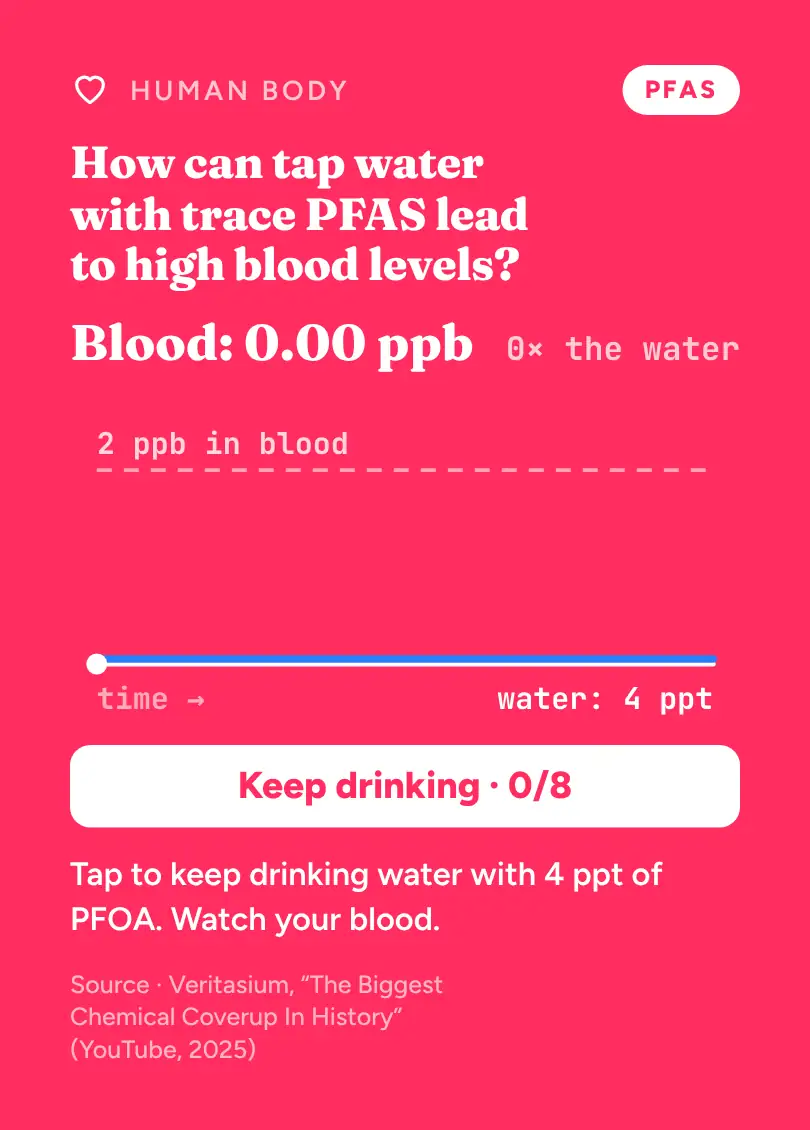 HUMAN BODY
PFAS
How can tap water
with trace PFAS lead
to high blood levels?
Blood: 0.00 ppb
0× the water
2 ppb in blood
time →
water: 4 ppt
Keep drinking · 0/8
Tap to keep drinking water with 4 ppt of
PFOA. Watch your blood.
Source · Veritasium, “The Biggest
Chemical Coverup In History”
(YouTube, 2025)